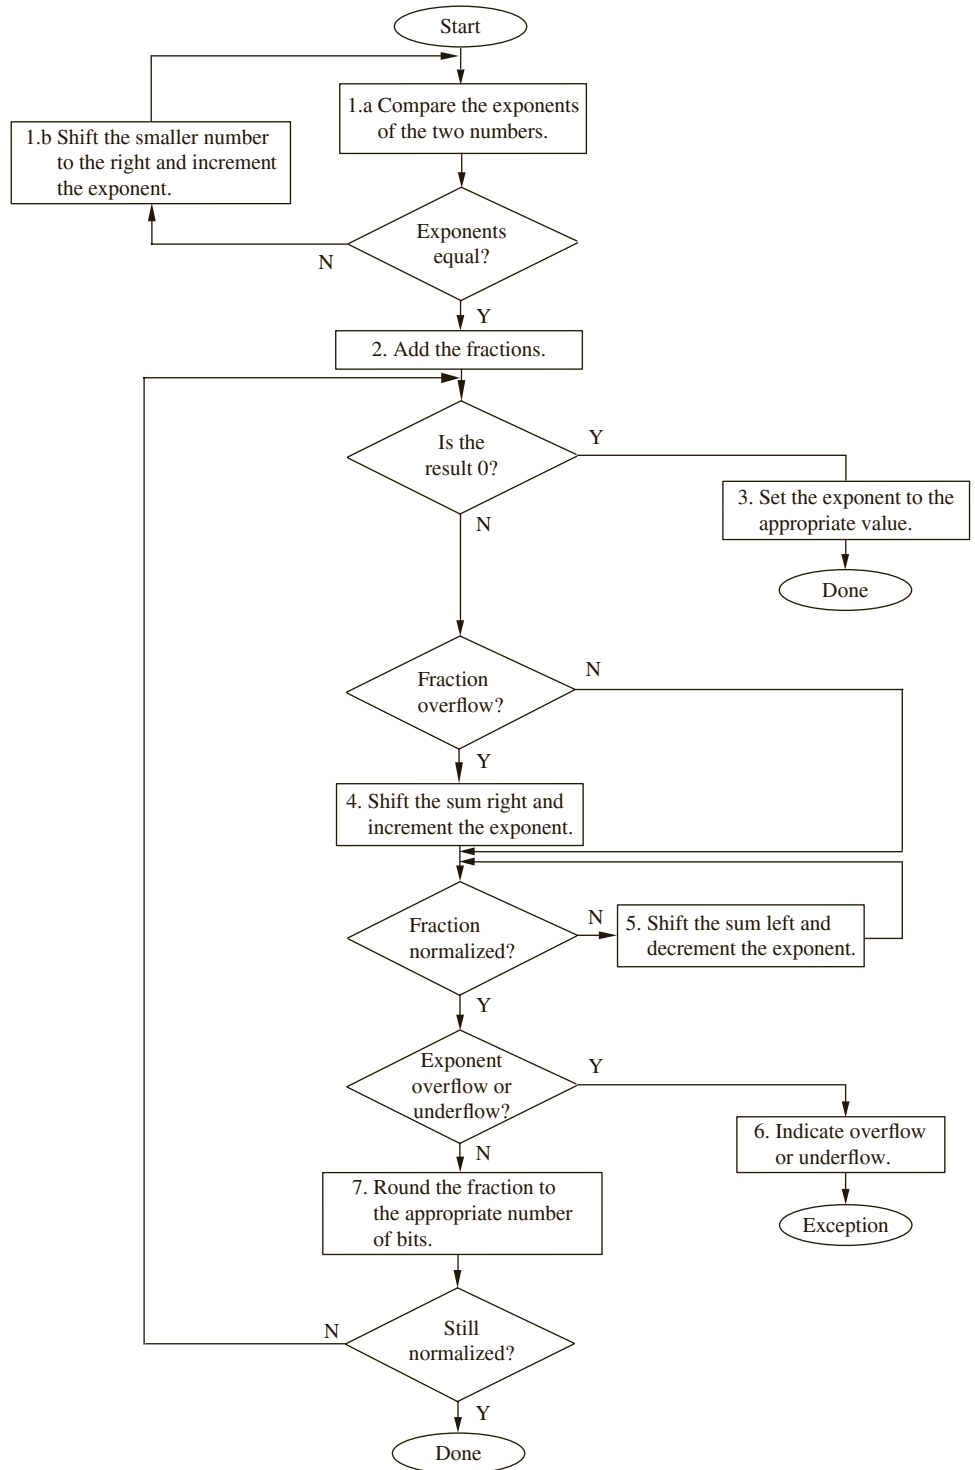 Start
1.a Compare the exponents
of the two numbers.
1.b Shift the smaller number
to the right and increment
the exponent.
Exponents
equal?
N
Y
2. Add the fractions.
Is the
result 0?
Y
N
3. Set the exponent to the
appropriate value.
Done
Fraction
overflow?
N
Y
4. Shift the sum right and
increment the exponent.
Fraction
normalized?
N
5. Shift the sum left and
decrement the exponent.
Y
Exponent
overflow or
underflow?
Y
N
6. Indicate overflow
or underflow.
Exception
7. Round the fraction to
the appropriate number
of bits.
Still
normalized?
N
Y
Done